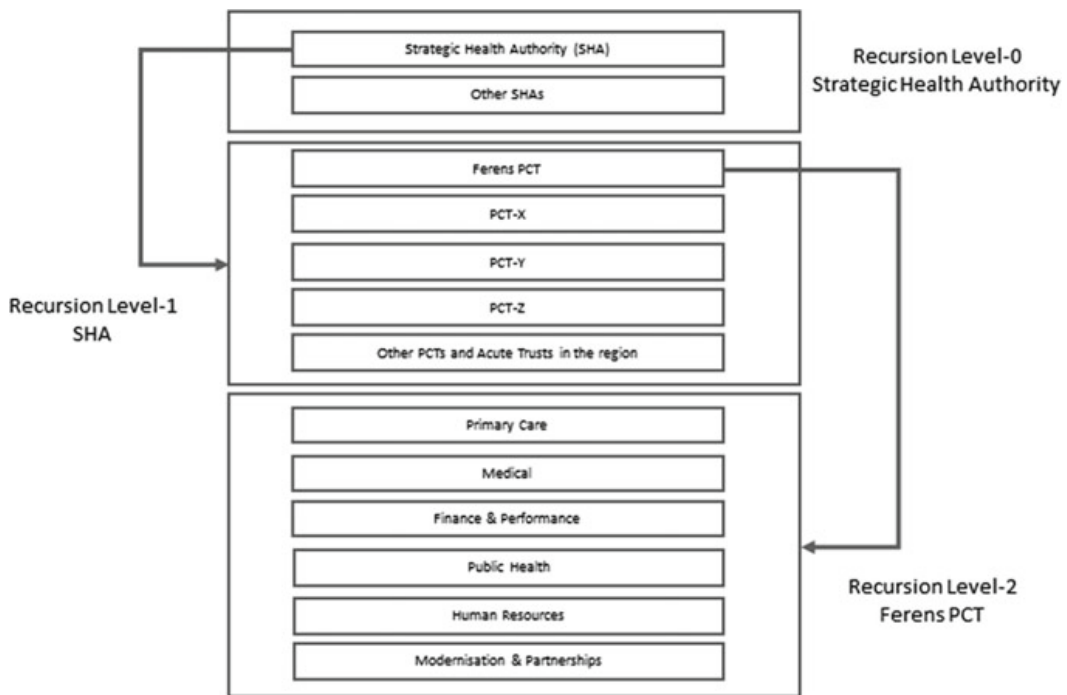 Strategic Health Authority (SHA)
Other SHAs
Recursion Level-0
Strategic Health Authority
Ferens PCT
PCT-X
PCT-Y
PCT-Z
Other PCTs and Acute Trusts in the region
Recursion Level-1
SHA
Primary Care
Medical
Finance & Performance
Public Health
Human Resources
Modernisation & Partnerships
Recursion Level-2
Ferens PCT